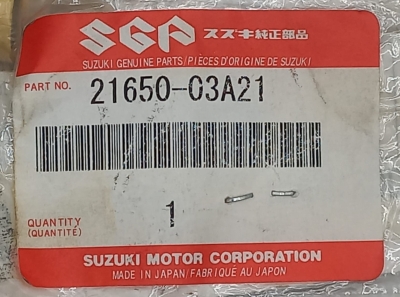 SGP スズキ純正部品
SUZUKI GENUINE PARTS/PIÈCES D'ORIGINE DE SUZUKI
PART NO. 21650-03A21
1
QUANTITY
(QUANTITÉ)
SUZUKI MOTOR CORPORATION
MADE IN JAPAN/FABRIQUE AU JAPON